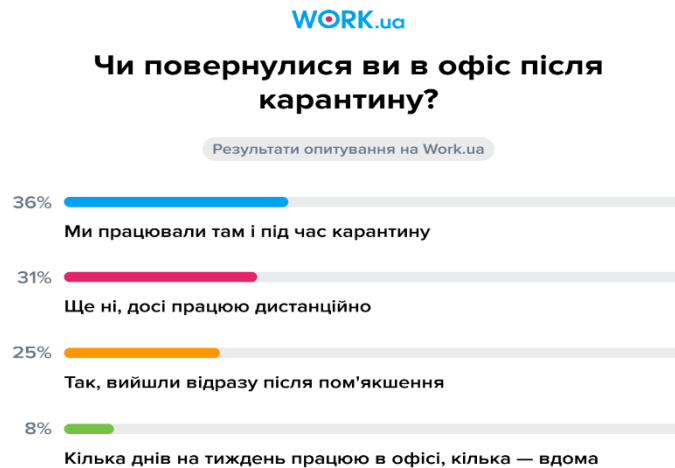 WORK.ua
Чи повернулися ви в офіс після
карантину?
Результати опитування на Work.ua
36%
Ми працювали там і під час карантину
31%
Ще ні, досі працюю дистанційно
25%
Так, вийшли відразу після пом'якшення
8%
Кілька днів на тиждень працюю в офісі, кілька — вдома